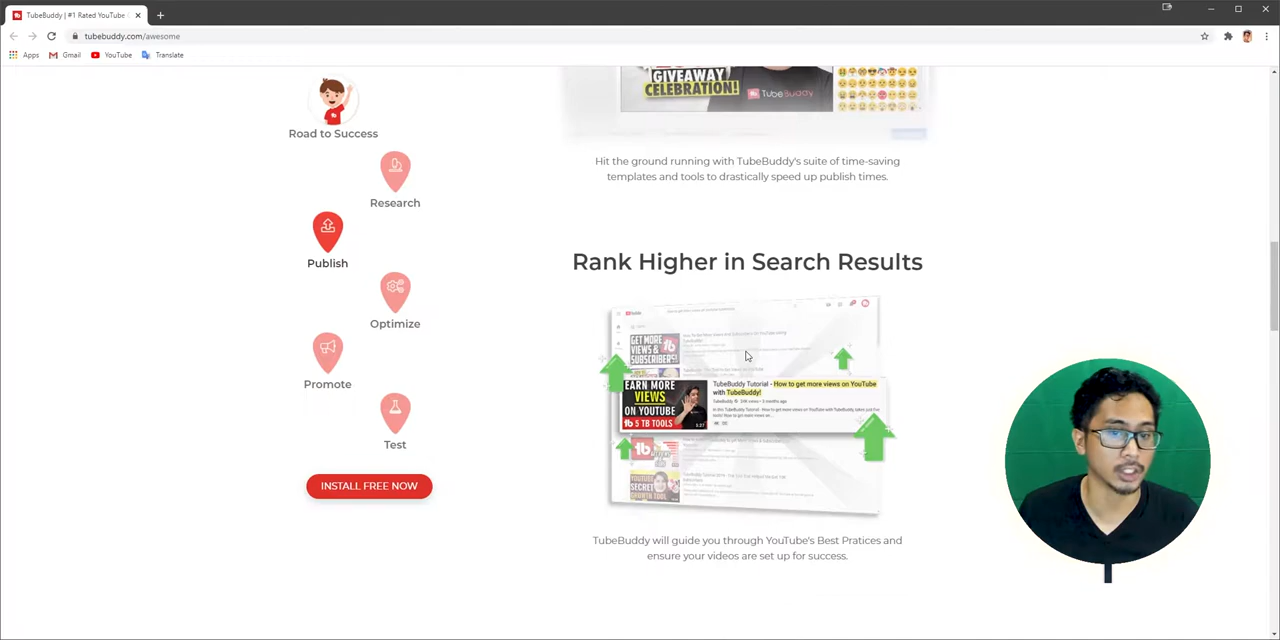 TubeBuddy | #1 Rated YouTube
tubebuddy.com/awesome
Apps
Gmail
YouTube
Translate
Road to Success
Research
Publish
Optimize
Promote
Test
INSTALL FREE NOW
GIVEAWAY
CELEBRATION!
TubeBuddy
Hit the ground running with TubeBuddy's suite of time-saving
templates and tools to drastically speed up publish times.
Rank Higher in Search Results
GET MORE
VIEWS &
SUBSCRIBERS
EARN MORE
VIEWS
ON YOUTUBE
5 TB TOOLS
5:27
TubeBuddy Tutorial - How to get more views on YouTube
with TubeBuddy!
YOUTUBE
SECRET
GROWTH TOOL
TubeBuddy will guide you through YouTube's Best Pratices and
ensure your videos are set up for success.